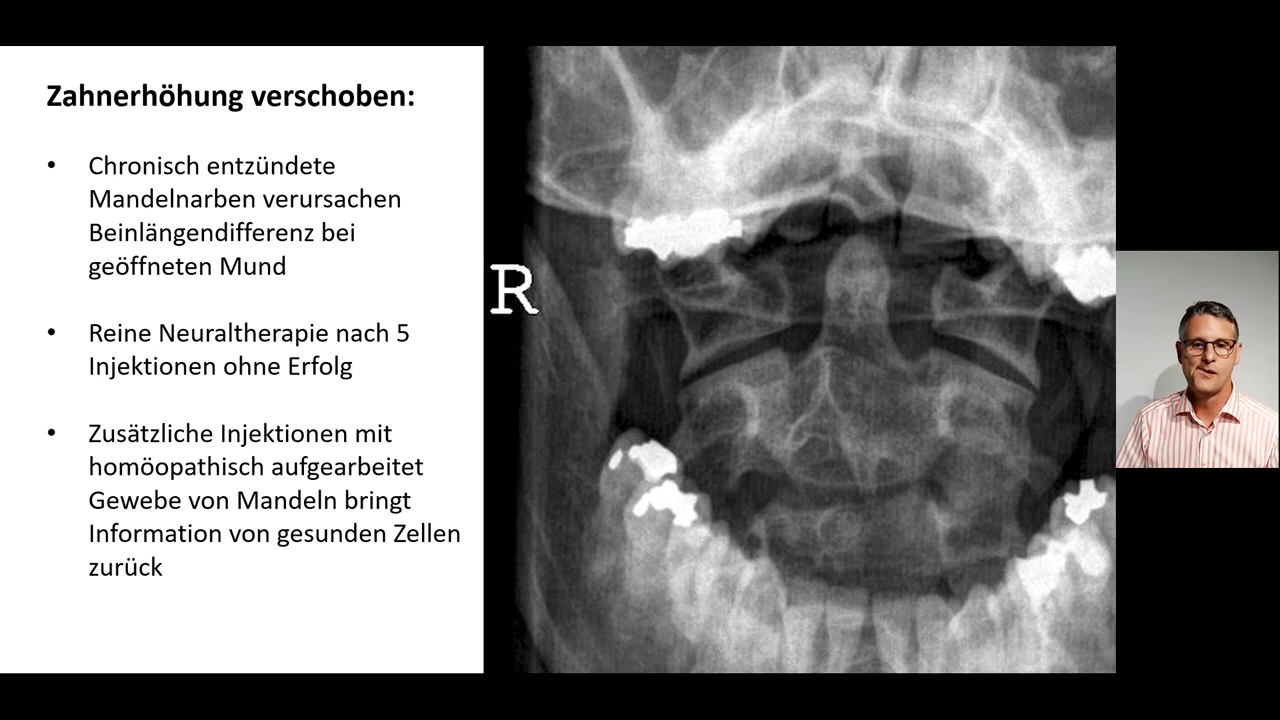 Zahnerhöhung verschoben:
• Chronisch entzündete
Mandelnarben verursachen
Beinlängendifferenz bei
geöffneten Mund
• Reine Neuraltherapie nach 5
Injektionen ohne Erfolg
• Zusätzliche Injektionen mit
homöopathisch aufgearbeitet
Gewebe von Mandeln bringt
Information von gesunden Zellen
zurück
R